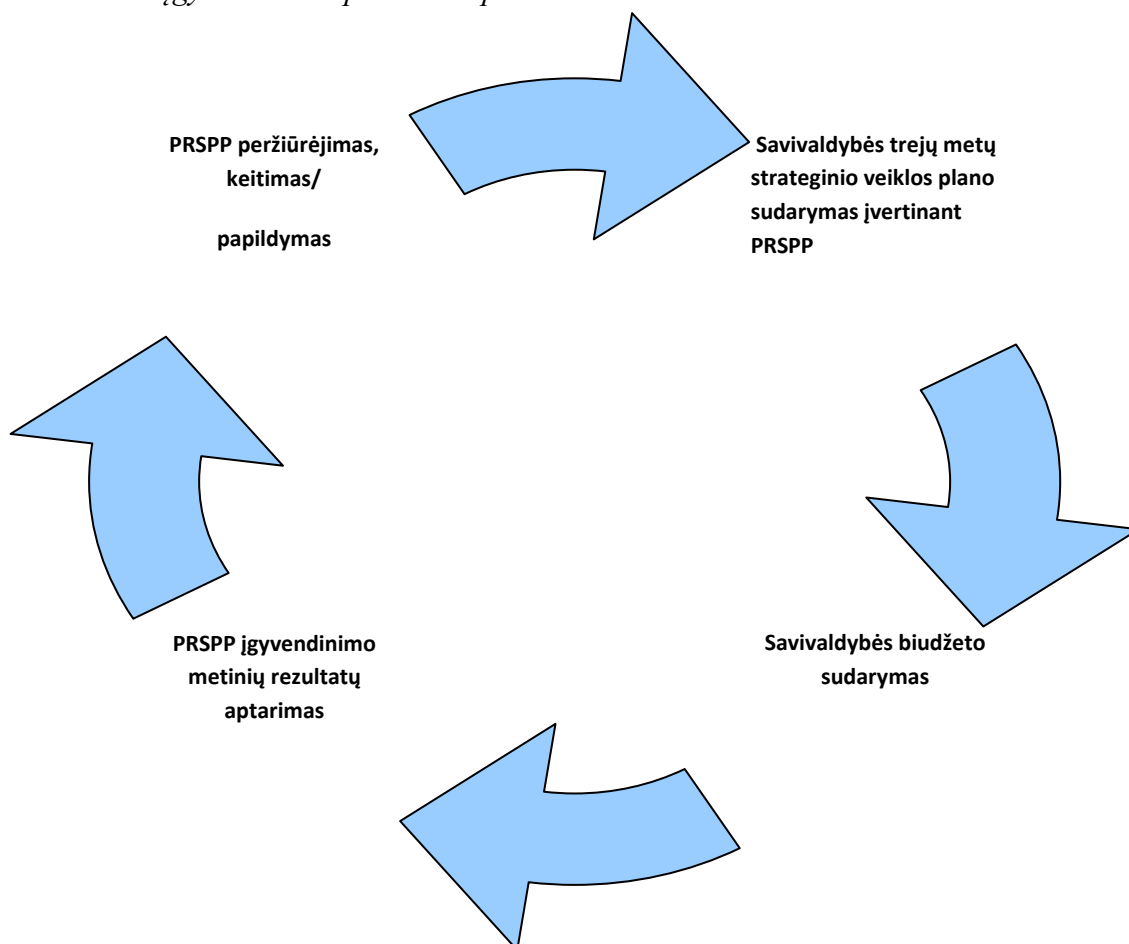 PRSPP peržiūrėjimas,
keitimas/
papildymas
Savivaldybės trejų metų
strateginio veiklos plano
sudarymas įvertinant
PRSPP
Savivaldybės biudžeto
sudarymas
PRSPP įgyvendinimo
metinių rezultatų
aptarimas